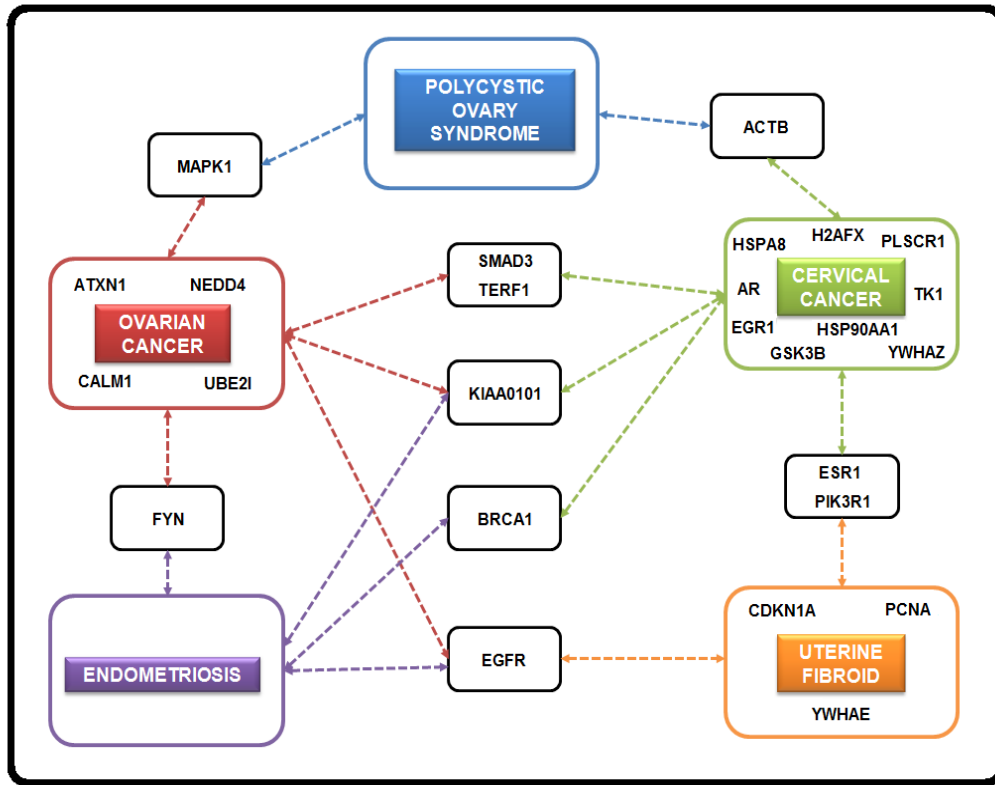 POLYCYSTIC
OVARY
SYNDROME
ACTB
MAPK1
HSPA8
H2AFX
PLSCR1
AR
CERVICAL
CANCER
TK1
EGR1
HSP90AA1
GSK3B
YWHAZ
SMAD3
TERF1
ATXN1
NEDD4
OVARIAN
CANCER
CALM1
UBE2I
KIAA0101
ESR1
PIK3R1
FYN
BRCA1
ENDOMETRIOSIS
EGFR
CDKN1A
PCNA
UTERINE
FIBROID
YWHAE